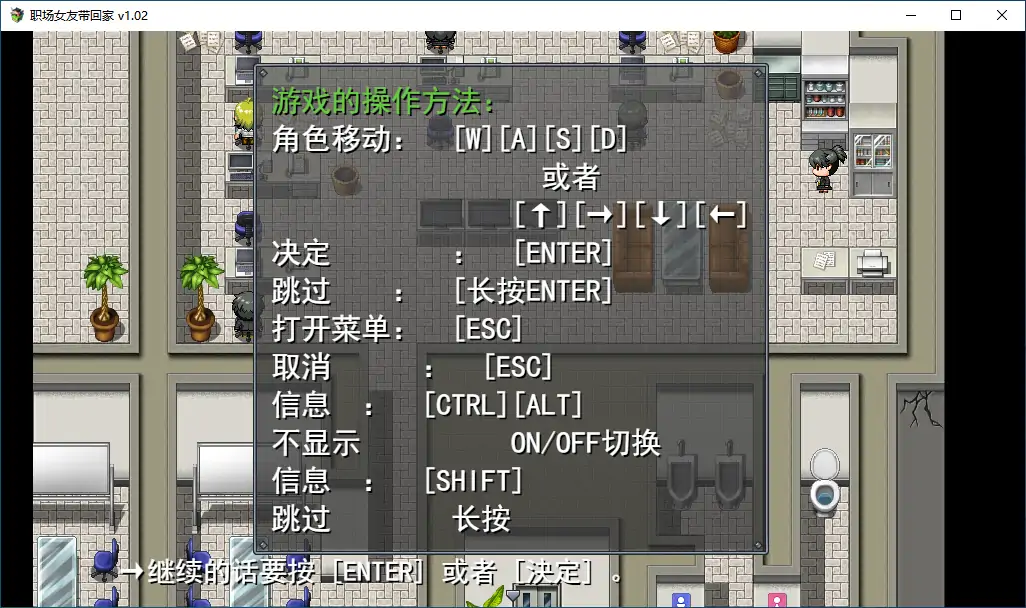 职场女友带回家 v1.02
游戏的操作方法：
角色移动： [W][A][S][D]
或者
[↑][→][↓][←]
决定 ： [ENTER]
跳过 ： [长按ENTER]
打开菜单： [ESC]
取消 ： [ESC]
信息 ： [CTRL][ALT]
不显示 ON/OFF切换
信息 ： [SHIFT]
跳过 长按
→继续的话要按 [ENTER] 或者 [決定] 。